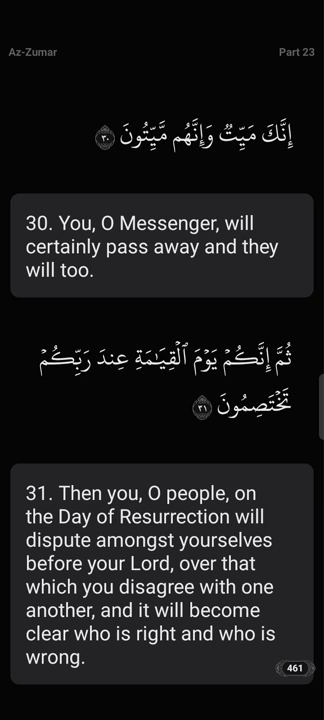 Az-Zumar
Part 23
إِنَّكَ مَيِّتٌ وَإِنَّهُم مَّيِّتُونَ ٣٠
30. You, O Messenger, will
certainly pass away and they
will too.
ثُمَّ إِنَّكُمْ يَوْمَ ٱلْقِيَـٰمَةِ عِندَ رَبِّكُمْ
تَخْتَصِمُونَ ٣١
31. Then you, O people, on
the Day of Resurrection will
dispute amongst yourselves
before your Lord, over that
which you disagree with one
another, and it will become
clear who is right and who is
wrong.
461